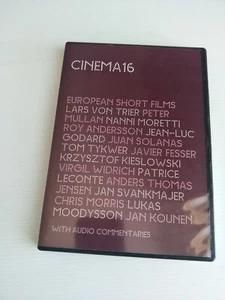 CINEMA16
EUROPEAN SHORT FILMS
LARS VON TRIER PETER
MULLAN NANNI MORETTI
ROY ANDERSSON JEAN-LUC
GODARD JUAN SOLANAS
TOM TYKWER JAVIER FESSER
KRZYSZTOF KIESLOWSKI
VIRGIL WIDRICH PATRICE
LECONTE ANDERS THOMAS
JENSEN JAN SVANKMAJER
CHRIS MORRIS LUKAS
MOODYSSON JAN KOUNEN
WITH AUDIO COMMENTARIES